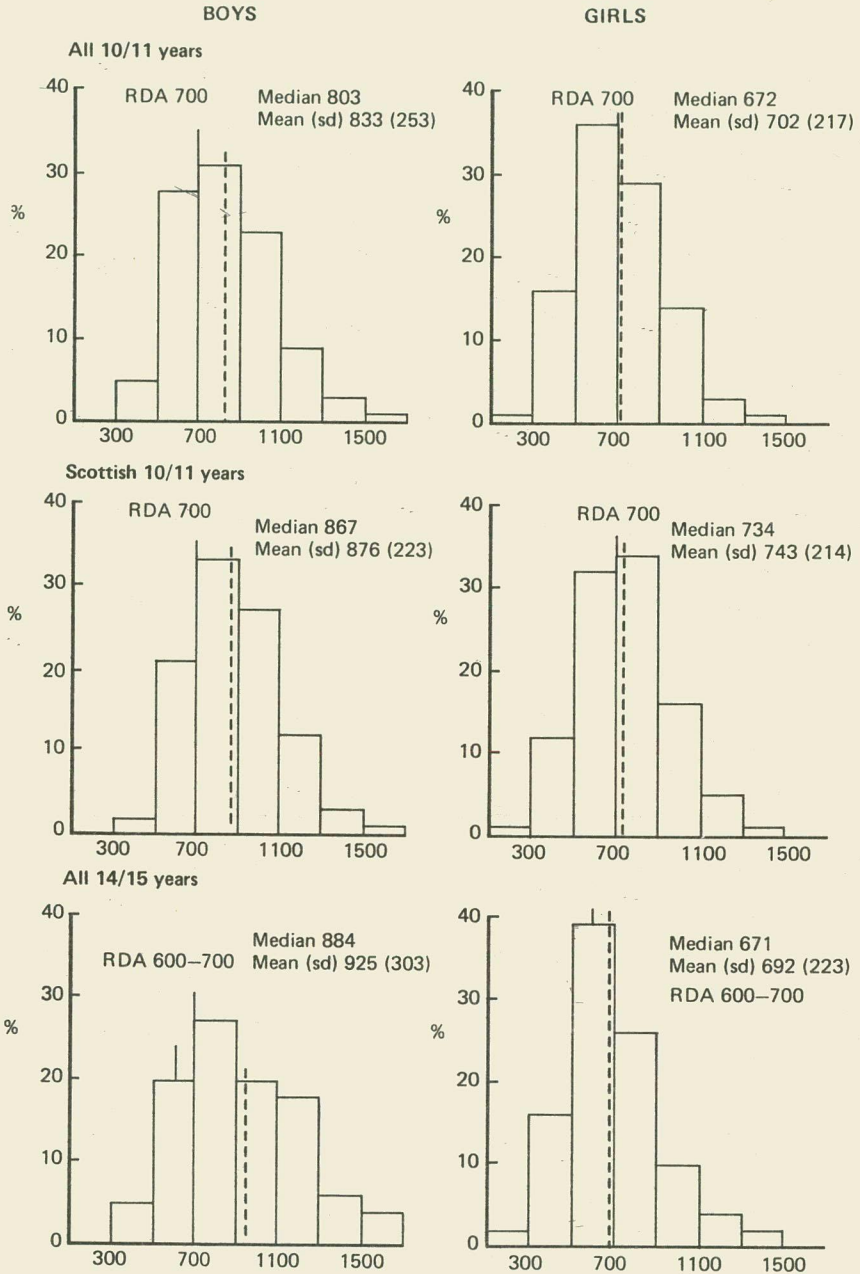 BOYS
GIRLS
All 10/11 years
RDA 700
Median 803
Mean (sd) 833 (253)
40
30
%
20
10
0
300 700 1100 1500
RDA 700
Median 672
Mean (sd) 702 (217)
40
30
%
20
10
0
300 700 1100 1500
Scottish 10/11 years
RDA 700
Median 867
Mean (sd) 876 (223)
40
30
%
20
10
0
300 700 1100 1500
RDA 700
Median 734
Mean (sd) 743 (214)
40
30
%
20
10
0
300 700 1100 1500
All 14/15 years
Median 884
RDA 600–700 Mean (sd) 925 (303)
40
30
%
20
10
0
300 700 1100 1500
Median 671
Mean (sd) 692 (223)
RDA 600–700
40
30
%
20
10
0
300 700 1100 1500